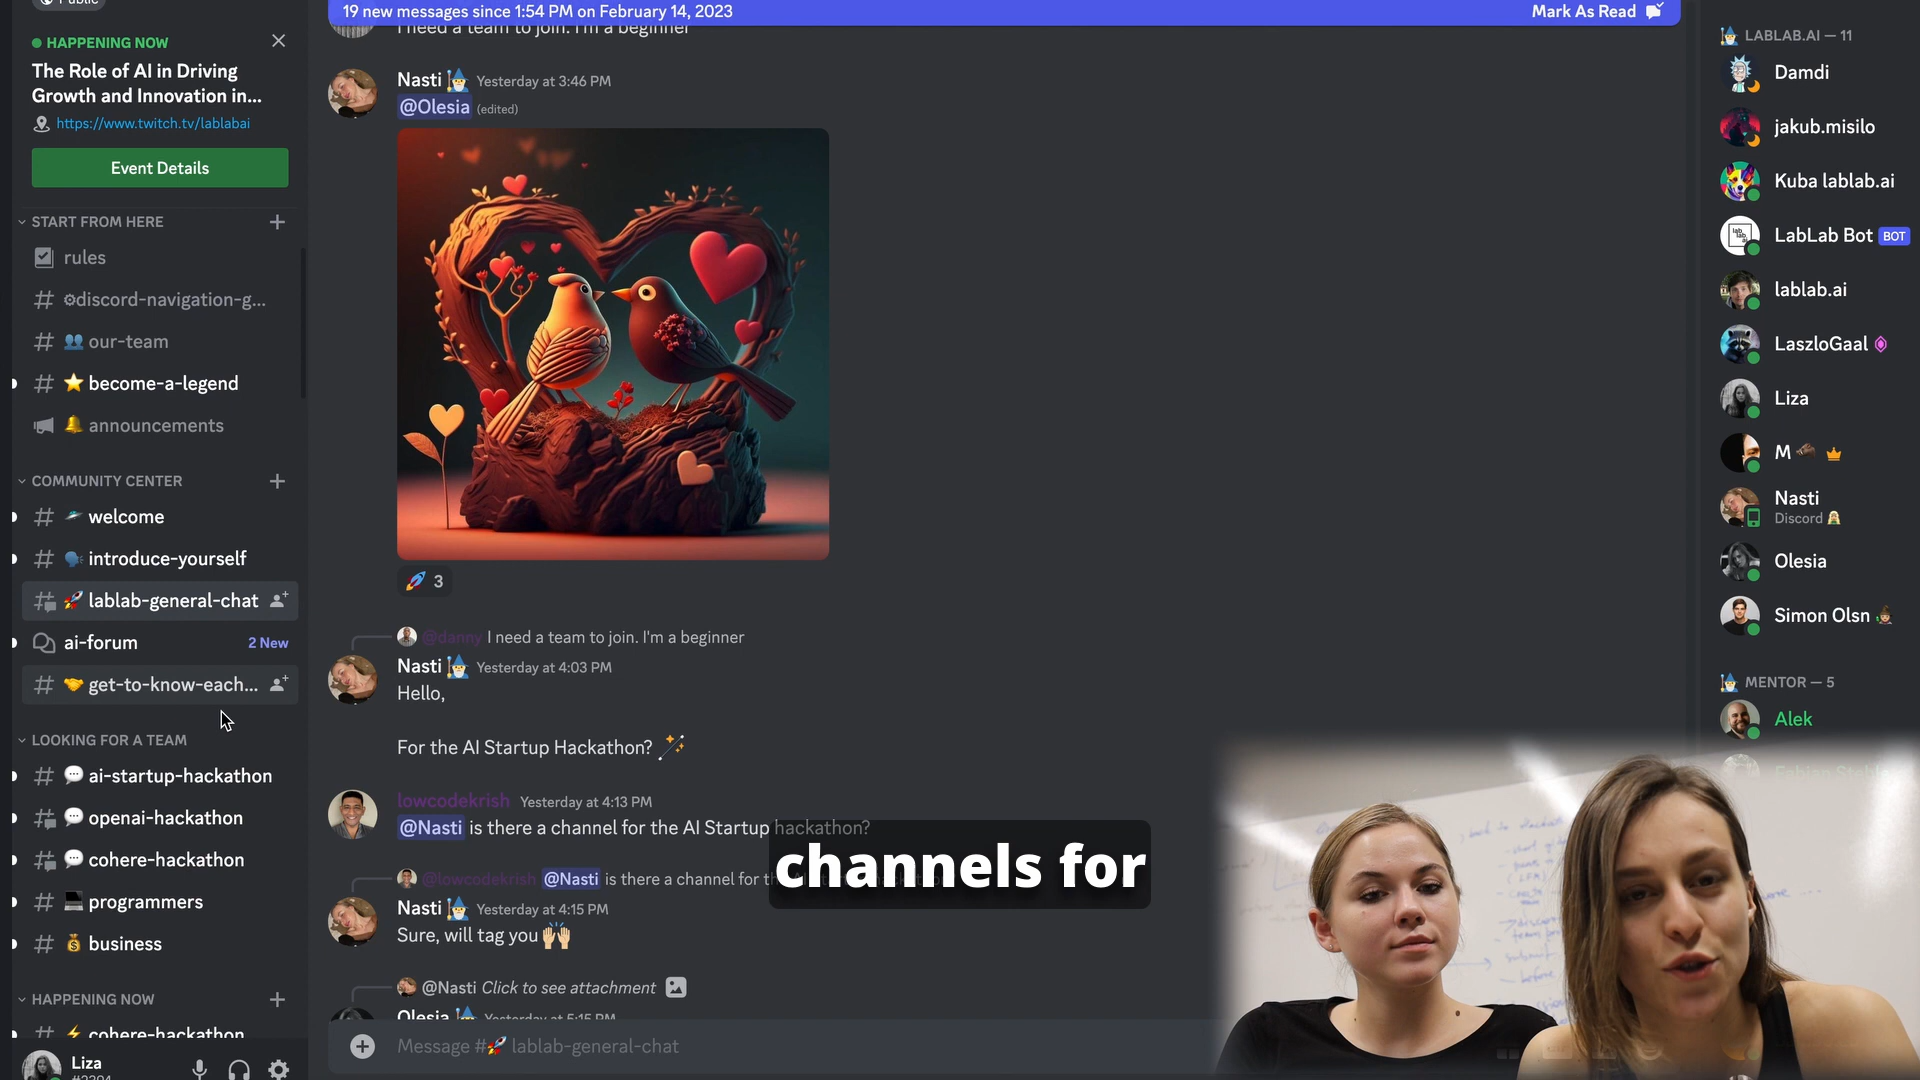 Public
HAPPENING NOW
The Role of AI in Driving
Growth and Innovation in...
https://www.twitch.tv/lablabai
Event Details
START FROM HERE
rules
discord-navigation-g...
our-team
become-a-legend
announcements
COMMUNITY CENTER
welcome
introduce-yourself
lablab-general-chat
ai-forum 2 New
get-to-know-each...
LOOKING FOR A TEAM
ai-startup-hackathon
openai-hackathon
cohere-hackathon
programmers
business
HAPPENING NOW
cohere-hackathon
Liza
19 new messages since 1:54 PM on February 14, 2023 Mark As Read
I need a team to join. I'm a beginner
Nasti Yesterday at 3:46 PM
@Olesia (edited)
3
@danny I need a team to join. I'm a beginner
Nasti Yesterday at 4:03 PM
Hello,
For the AI Startup Hackathon?
lowcodekrish Yesterday at 4:13 PM
@Nasti is there a channel for the AI Startup hackathon?
@lowcodekrish @Nasti is there a channel for
Nasti Yesterday at 4:15 PM
Sure, will tag you
@Nasti Click to see attachment
Olesia Yesterday at 5:15 PM
Message # lablab-general-chat
channels for
LABLAB.AI — 11
Damdi
jakub.misilo
Kuba lablab.ai
LabLab Bot BOT
lablab.ai
LaszloGaal
Liza
M
Nasti
Discord
Olesia
Simon Olsn
MENTOR — 5
Alek